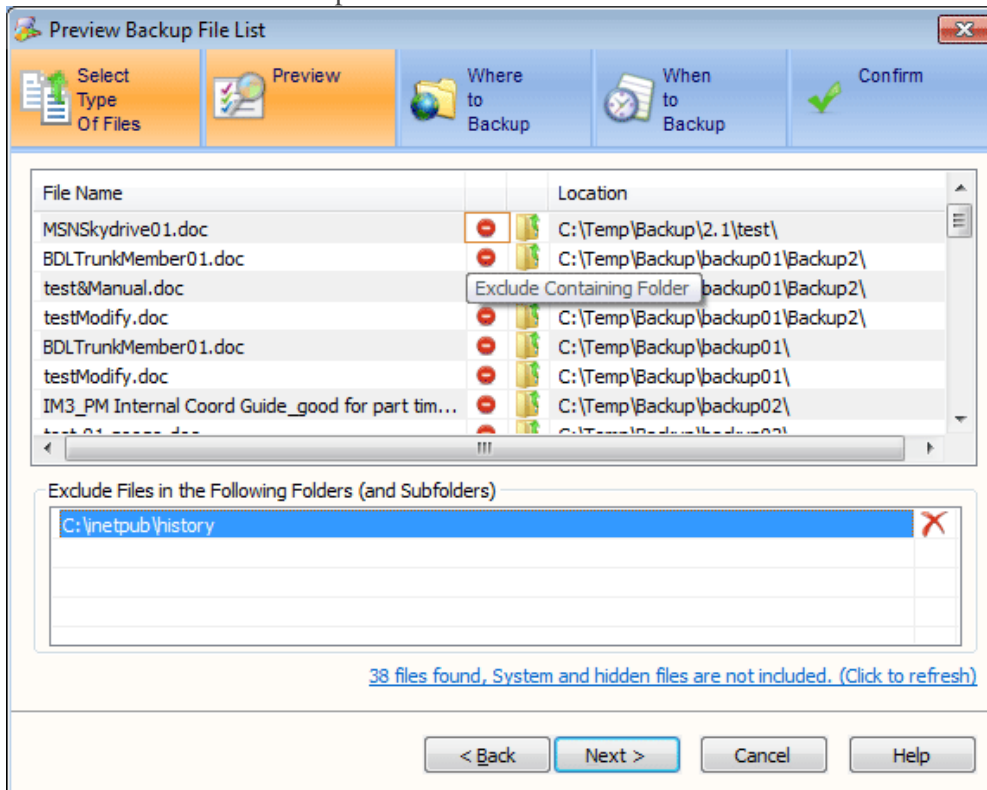 Preview Backup File List
Select
Type
Of Files
Preview
Where
to
Backup
When
to
Backup
Confirm
File Name Location
MSNSkydrive01.doc C:\Temp\Backup\2.1\test\
BDLTrunkMember01.doc C:\Temp\Backup\backup01\Backup2\
test&Manual.doc Exclude Containing Folder backup01\Backup2\
testModify.doc C:\Temp\Backup\backup01\Backup2\
BDLTrunkMember01.doc C:\Temp\Backup\backup01\
testModify.doc C:\Temp\Backup\backup01\
IM3_PM Internal Coord Guide_good for part tim... C:\Temp\Backup\backup02\
Exclude Files in the Following Folders (and Subfolders)
C:\inetpub\history
38 files found, System and hidden files are not included. (Click to refresh)
< Back Next > Cancel Help